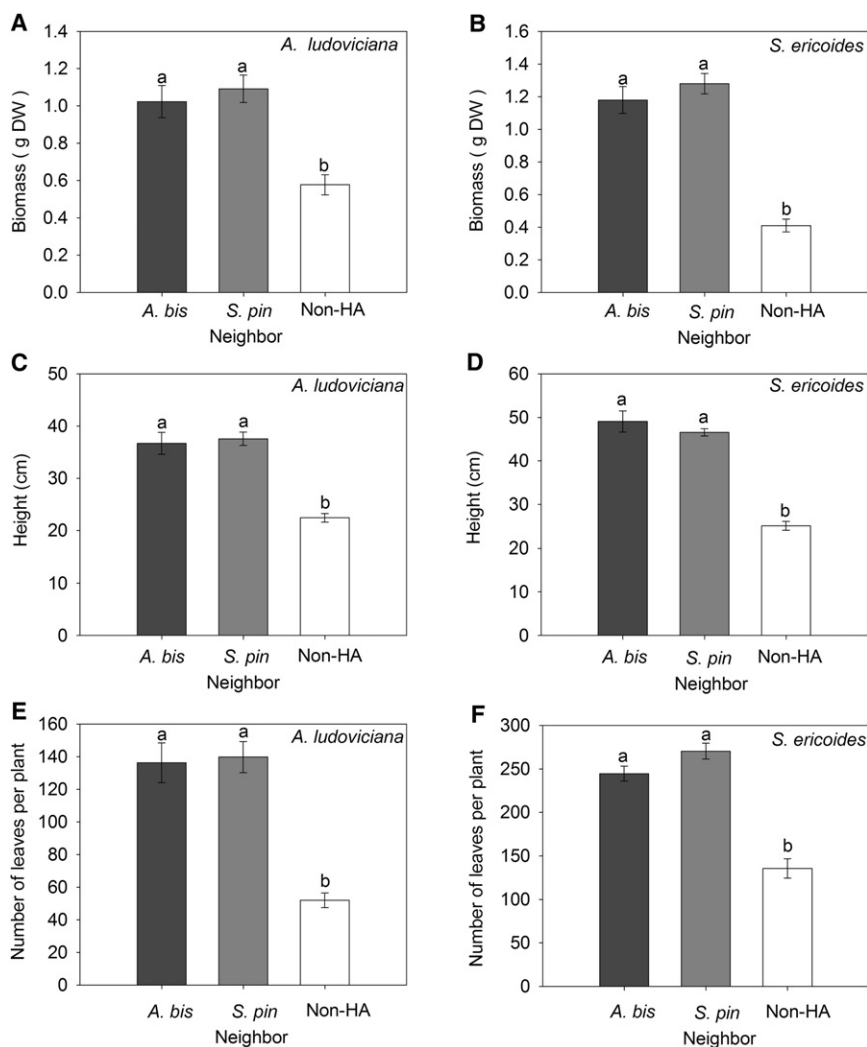 A
A. ludoviciana
Biomass ( g DW )
1.4
1.2
1.0
0.8
0.6
0.4
0.2
0.0
a
a
b
A. bis
S. pin
Non-HA
Neighbor
B
S. ericoides
Biomass ( g DW )
1.6
1.4
1.2
1.0
0.8
0.6
0.4
0.2
0.0
a
a
b
A. bis
S. pin
Non-HA
Neighbor
C
A. ludoviciana
Height (cm)
50
40
30
20
10
0
a
a
b
A. bis
S. pin
Non-HA
Neighbor
D
S. ericoides
Height (cm)
60
50
40
30
20
10
0
a
a
b
A. bis
S. pin
Non-HA
Neighbor
E
A. ludoviciana
Number of leaves per plant
160
140
120
100
80
60
40
20
0
a
a
b
A. bis
S. pin
Non-HA
Neighbor
F
S. ericoides
Number of leaves per plant
300
250
200
150
100
50
0
a
a
b
A. bis
S. pin
Non-HA
Neighbor